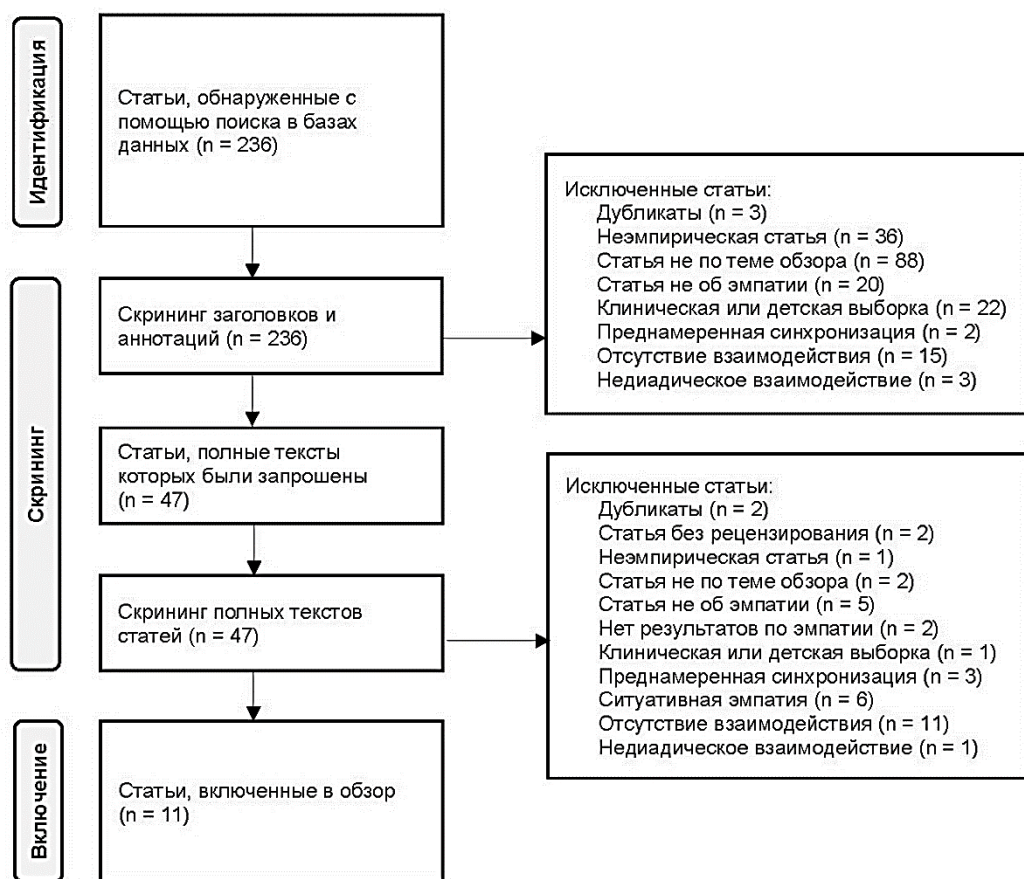 Идентификация
Статьи, обнаруженные с
помощью поиска в базах
данных (n = 236)
Исключенные статьи:
Дубликаты (n = 3)
Неэмпирическая статья (n = 36)
Статья не по теме обзора (n = 88)
Статья не об эмпатии (n = 20)
Клиническая или детская выборка (n = 22)
Преднамеренная синхронизация (n = 2)
Отсутствие взаимодействия (n = 15)
Недиадическое взаимодействие (n = 3)
Скрининг
Скрининг заголовков и
аннотаций (n = 236)
Статьи, полные тексты
которых были запрошены
(n = 47)
Скрининг полных текстов
статей (n = 47)
Исключенные статьи:
Дубликаты (n = 2)
Статья без рецензирования (n = 2)
Неэмпирическая статья (n = 1)
Статья не по теме обзора (n = 2)
Статья не об эмпатии (n = 5)
Нет результатов по эмпатии (n = 2)
Клиническая или детская выборка (n = 1)
Преднамеренная синхронизация (n = 3)
Ситуативная эмпатия (n = 6)
Отсутствие взаимодействия (n = 11)
Недиадическое взаимодействие (n = 1)
Включение
Статьи, включенные в обзор
(n = 11)